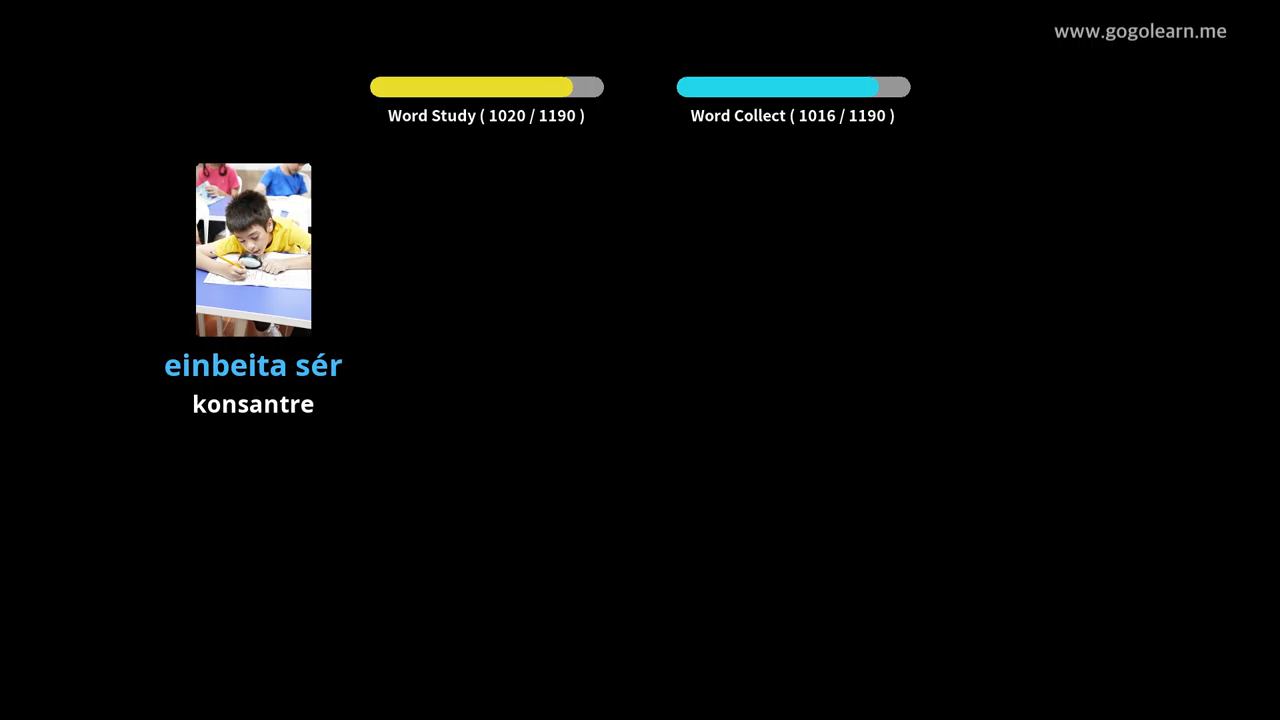 www.gogolearn.me
Word Study ( 1020 / 1190 )
Word Collect ( 1016 / 1190 )
einbeita sér
konsantre